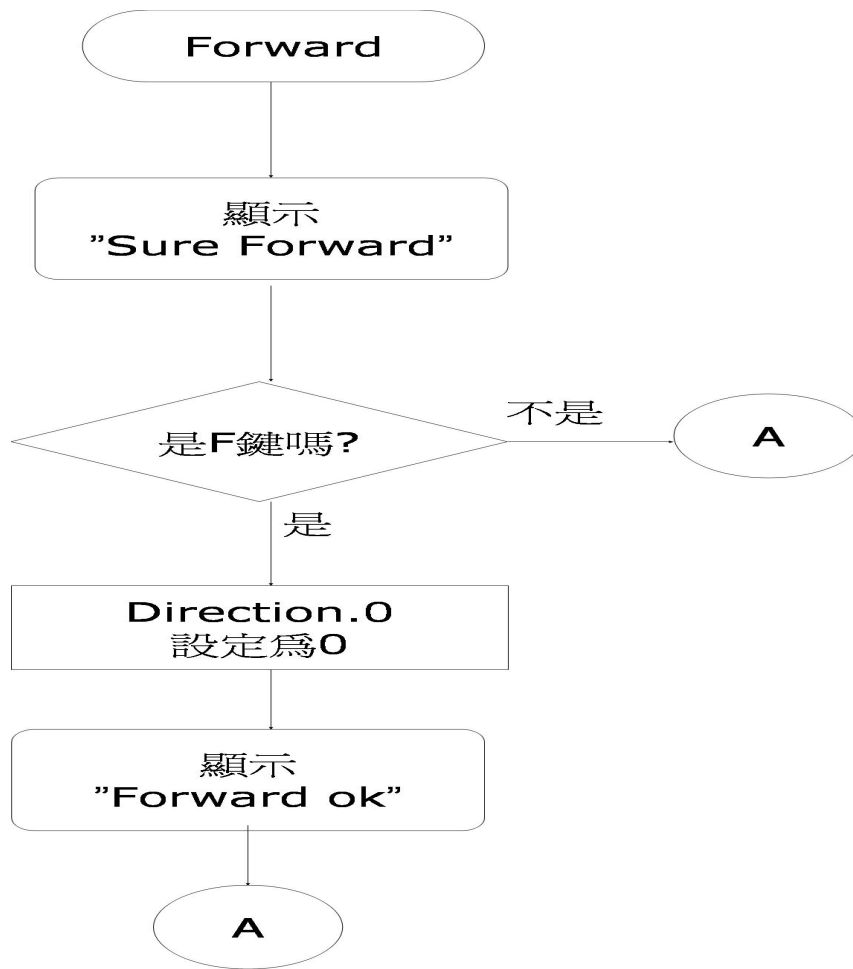 Forward
顯示
”Sure Forward”
是F鍵嗎?
不是
A
是
Direction.0
設定爲0
顯示
”Forward ok”
A